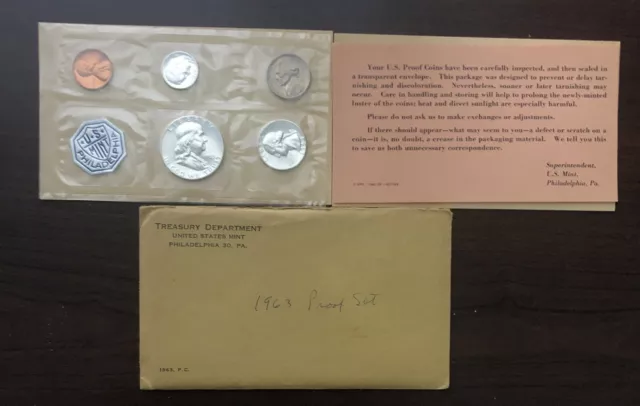 U.S.
MINT
PHILADELPHIA
Your U.S. Proof Coins have been carefully inspected, and then sealed in
a transparent envelope. This package was designed to prevent or delay tar-
nishing and discoloration. Nevertheless, sooner or later tarnishing may
occur. Care in handling and storing will help to prolong the newly-minted
luster of the coins; heat and direct sunlight are especially harmful.
Please do not ask us to make exchanges or adjustments.
If there should appear—what may seem to you—a defect or scratch on a
coin—it is, no doubt, a crease in the packaging material. We tell you this
to save us both unnecessary correspondence.
Superintendent,
U.S. Mint,
Philadelphia, Pa.
TREASURY DEPARTMENT
UNITED STATES MINT
PHILADELPHIA 30, PA.
1963 Proof Set
1963, P.C.